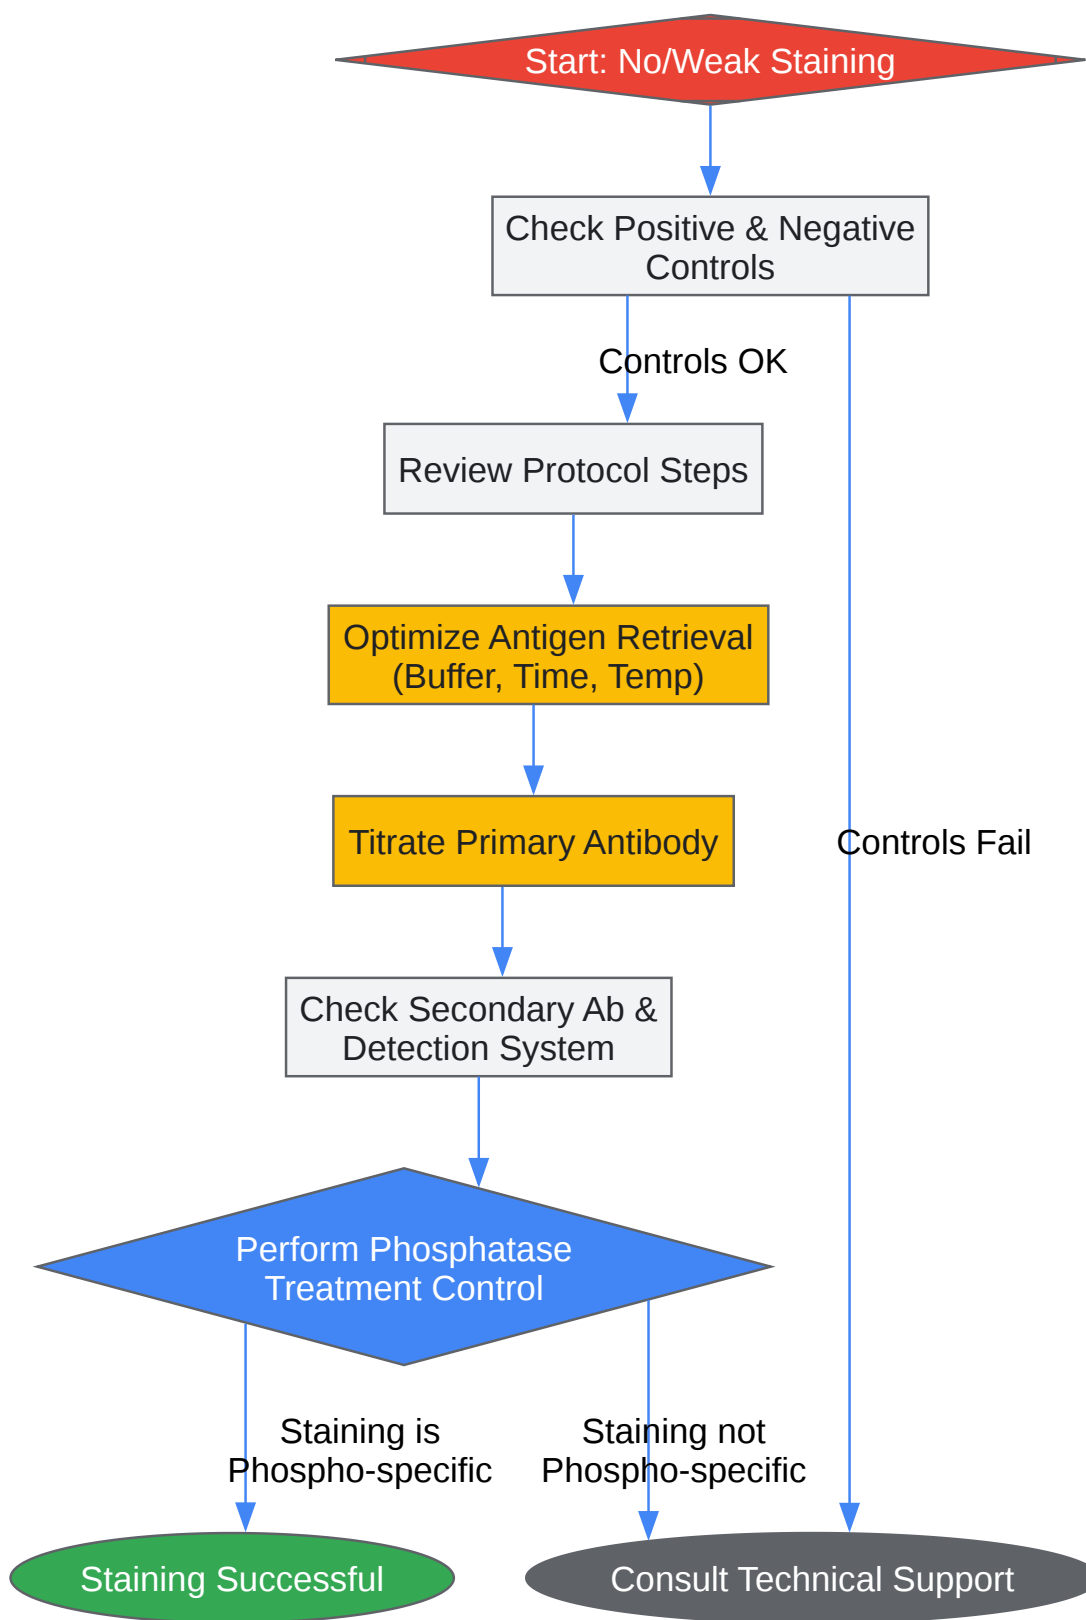 Start: No/Weak Staining
Check Positive & Negative
Controls
Controls OK
Review Protocol Steps
Optimize Antigen Retrieval
(Buffer, Time, Temp)
Titrate Primary Antibody
Controls Fail
Check Secondary Ab &
Detection System
Perform Phosphatase
Treatment Control
Staining is
Phospho-specific
Staining not
Phospho-specific
Staining Successful
Consult Technical Support